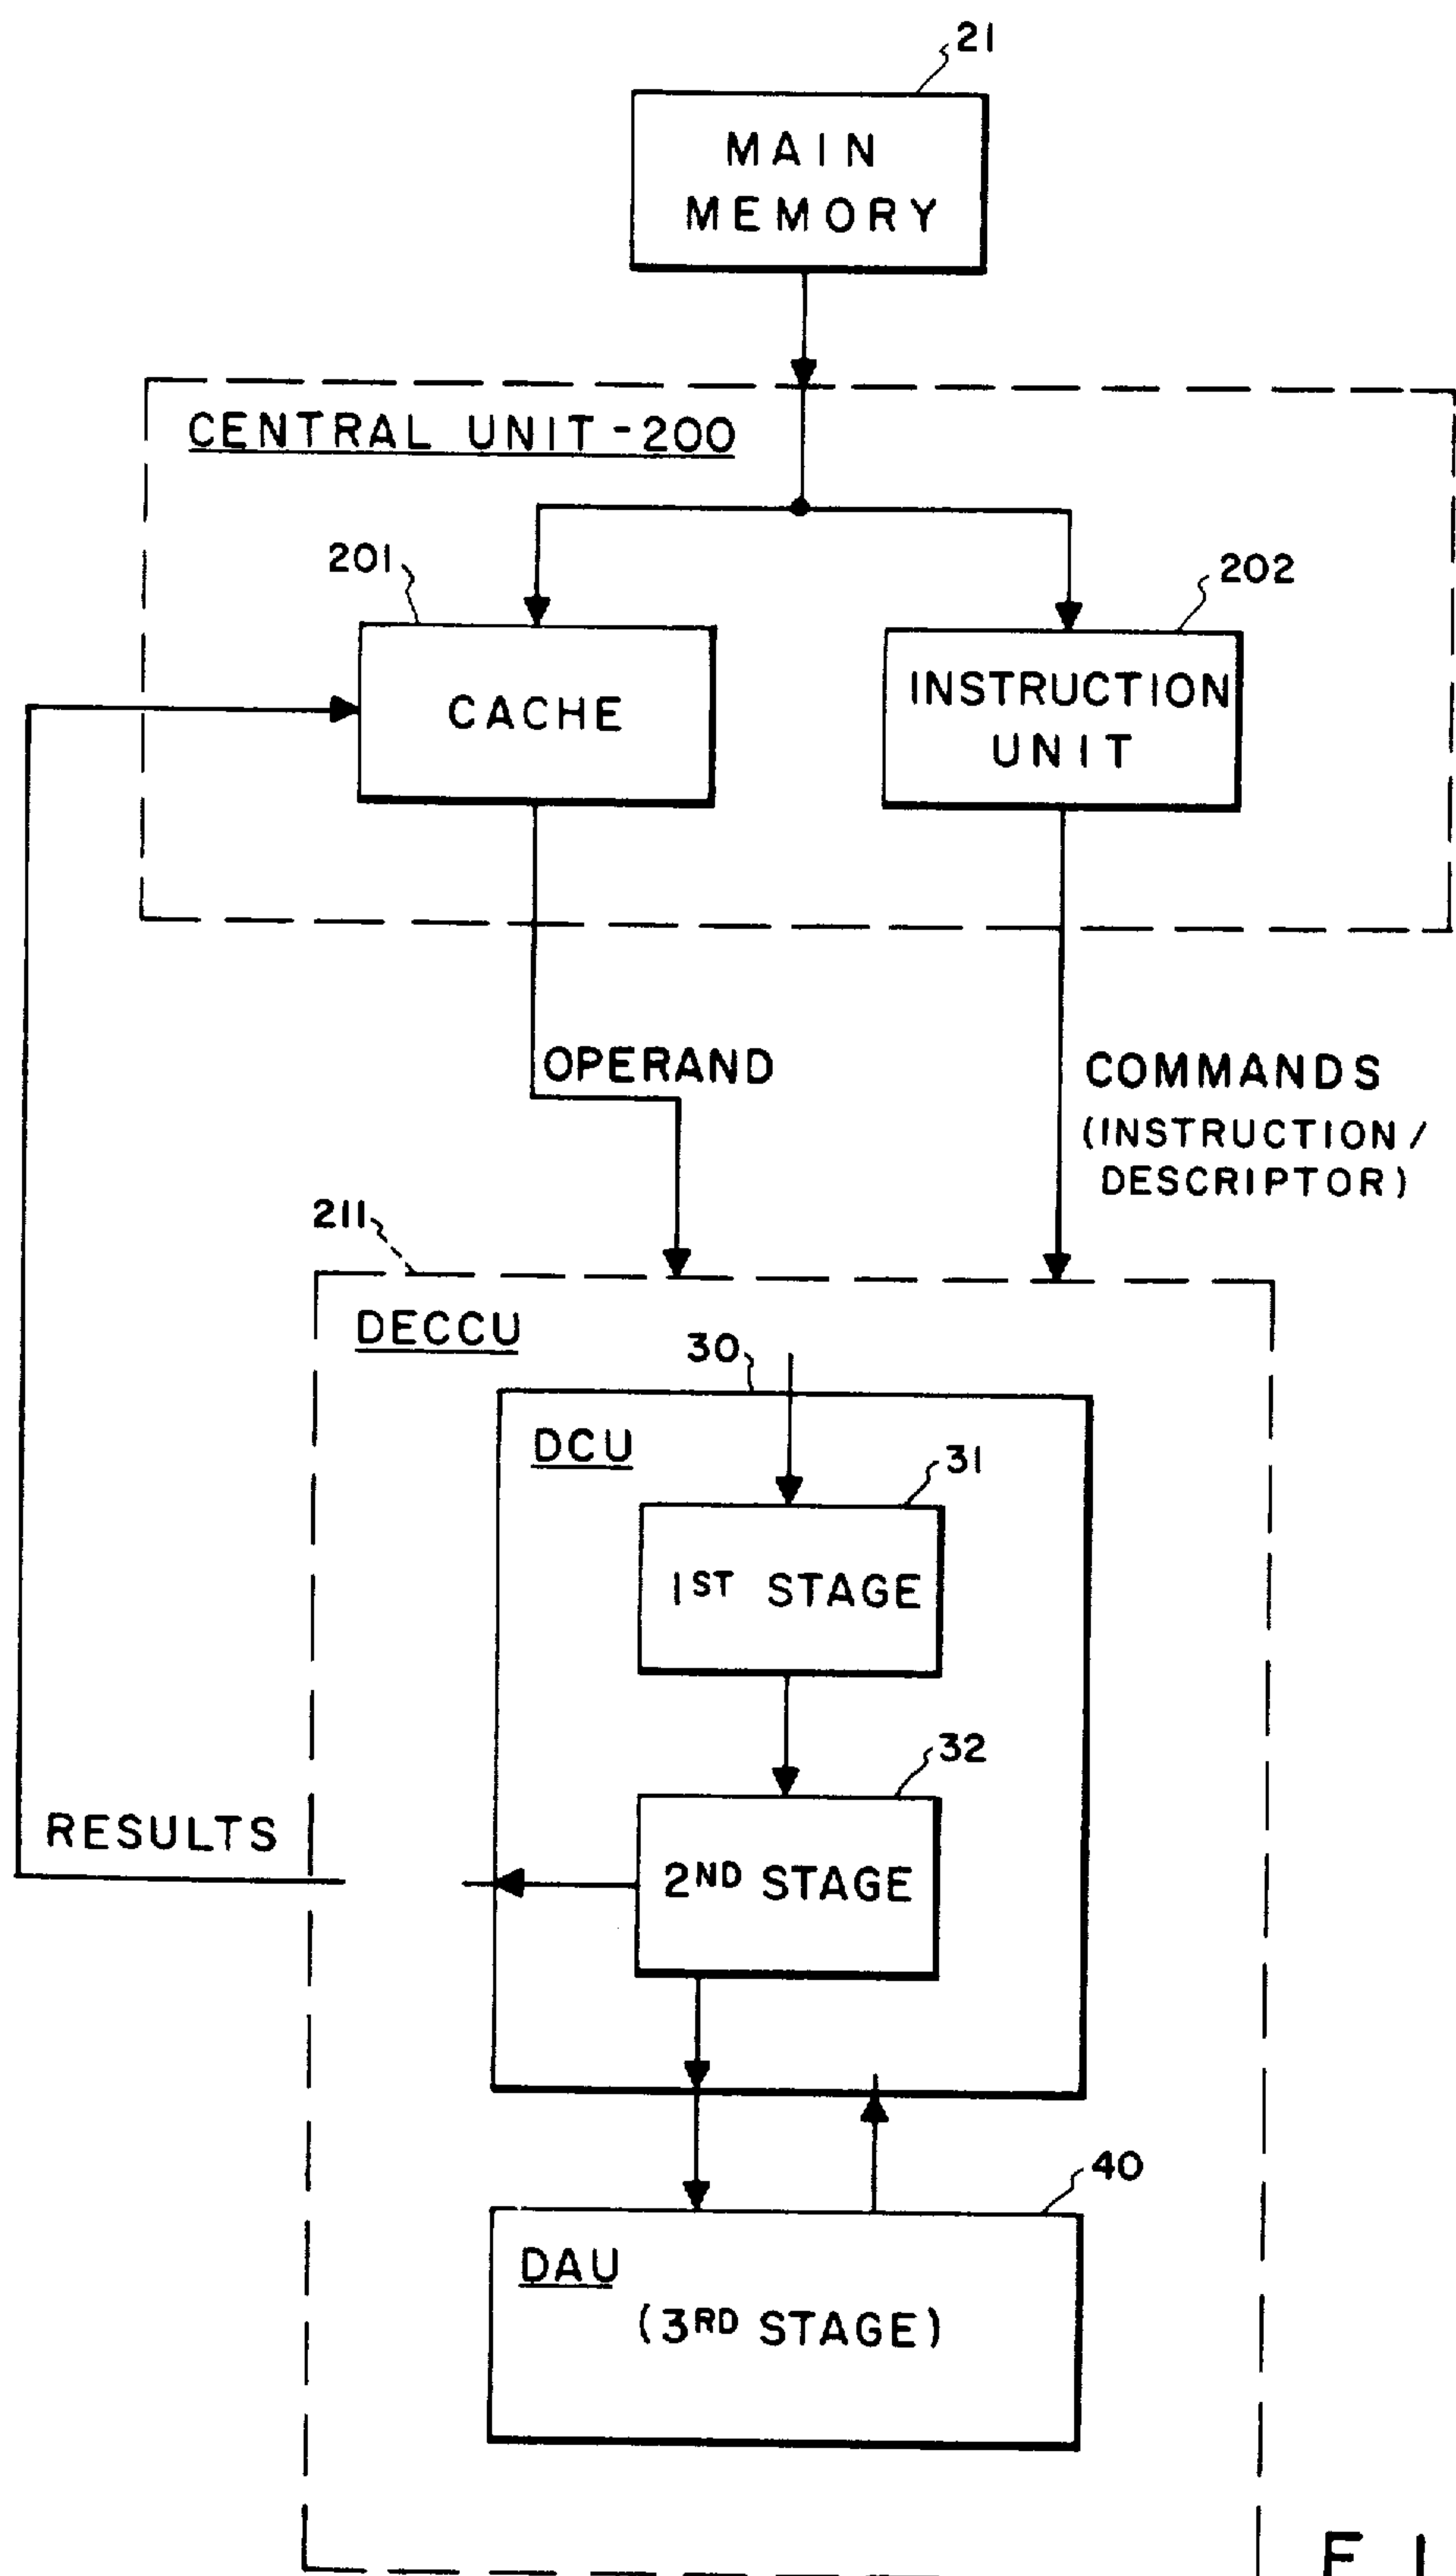 21
MAIN
MEMORY
CENTRAL UNIT-200
201
202
CACHE
INSTRUCTION
UNIT
OPERAND
COMMANDS
(INSTRUCTION/
DESCRIPTOR)
211
DECCU
30
DCU
31
1ST STAGE
32
RESULTS
2ND STAGE
40
DAU
(3RD STAGE)